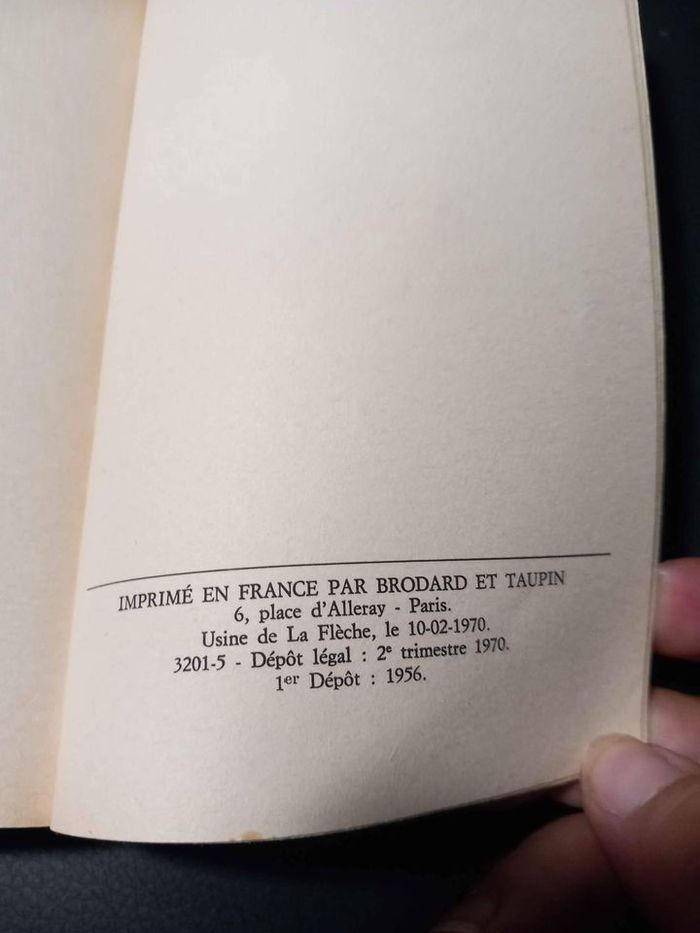 IMPRIMÉ EN FRANCE PAR BRODARD ET TAUPIN
6, place d'Alleray - Paris.
Usine de La Flèche, le 10-02-1970.
3201-5 - Dépôt légal : 2e trimestre 1970.
1er Dépôt : 1956.